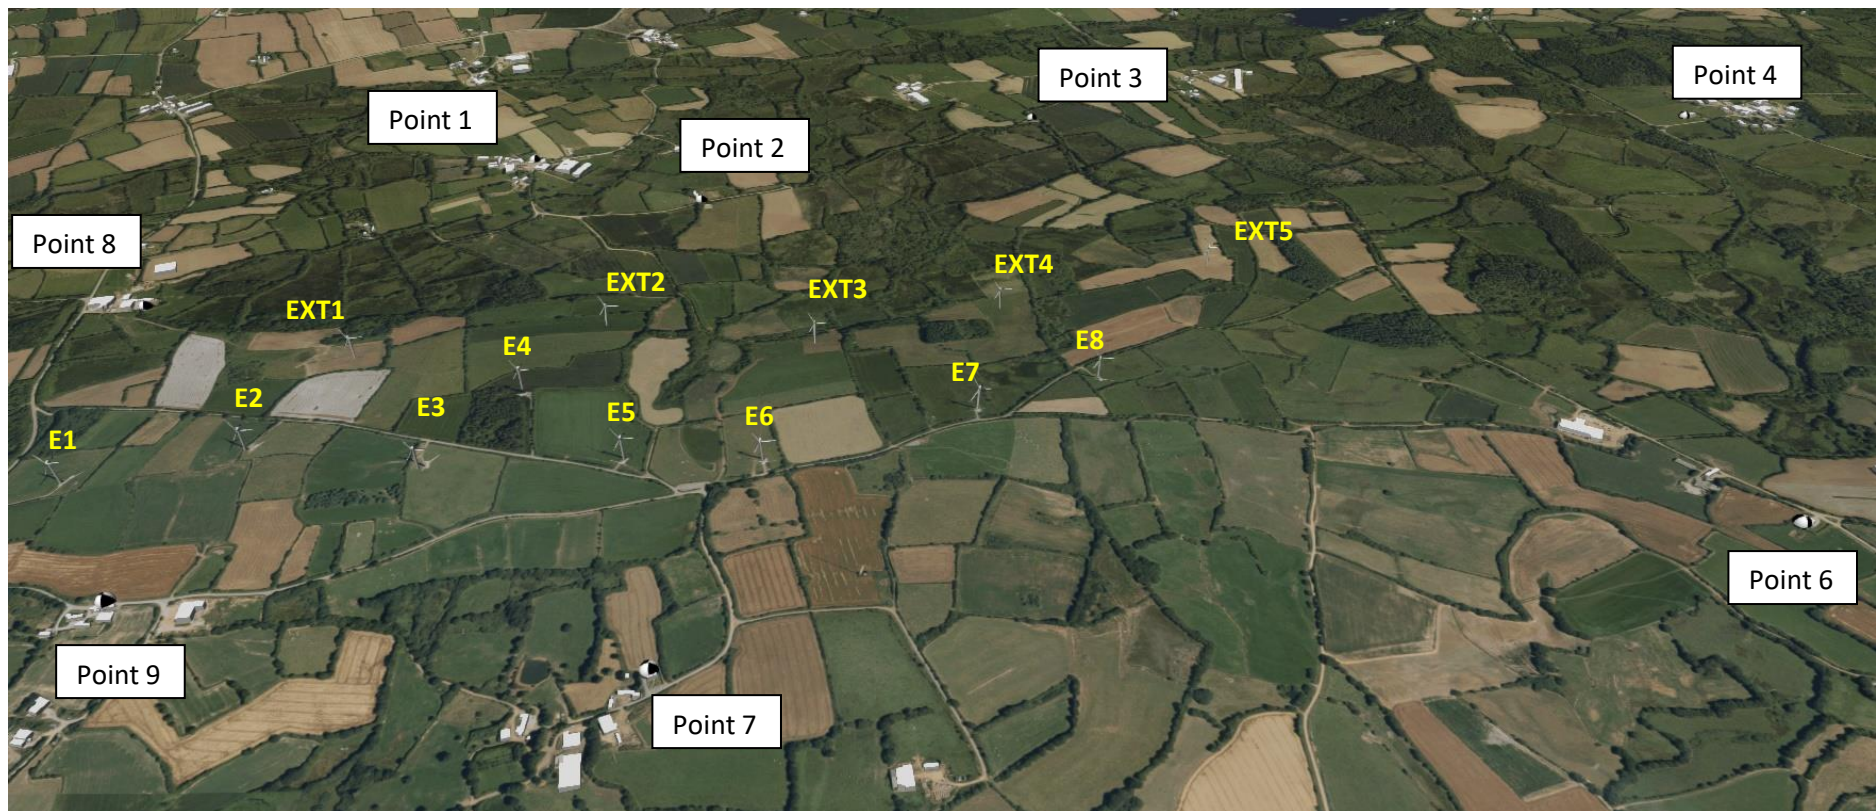 Point 3
Point 4
Point 1
Point 2
Point 8
EXT5
EXT4
EXT2
EXT3
EXT1
E4
E8
E7
E2
E3
E5
E6
E1
Point 6
Point 9
Point 7